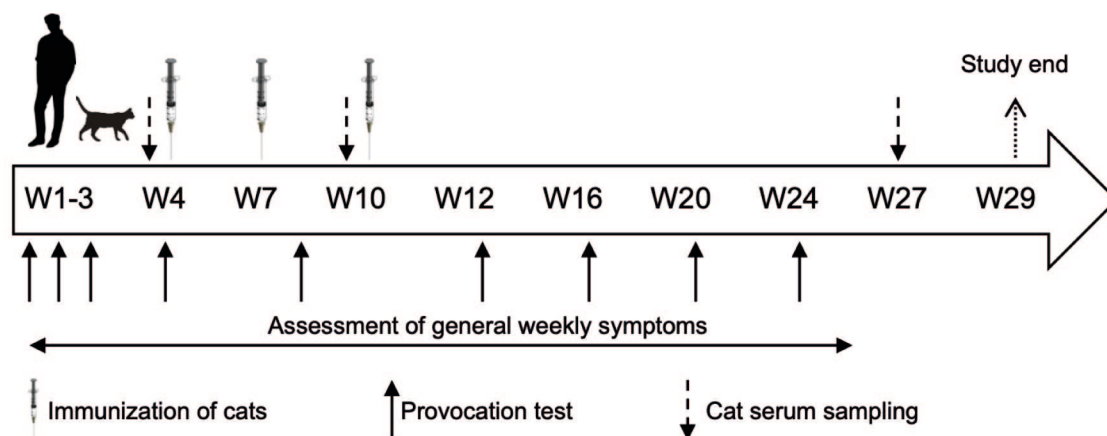 Study end
W1-3 W4 W7 W10 W12 W16 W20 W24 W27 W29
Assessment of general weekly symptoms
Immunization of cats Provocation test Cat serum sampling